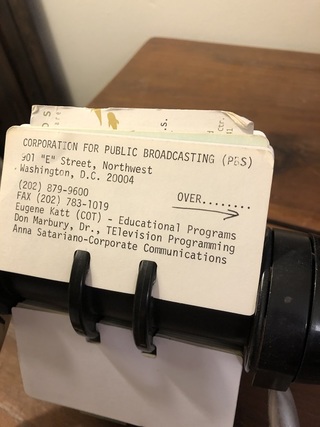 CORPORATION FOR PUBLIC BROADCASTING (PBS)
901 "E" Street, Northwest
Washington, D.C. 20004
(202) 879-9600
OVER........
FAX (202) 783-1019
Eugene Katt (COT) - Educational Programs
Don Marbury, Dr., TElevision Programming
Anna Satariano-Corporate Communications